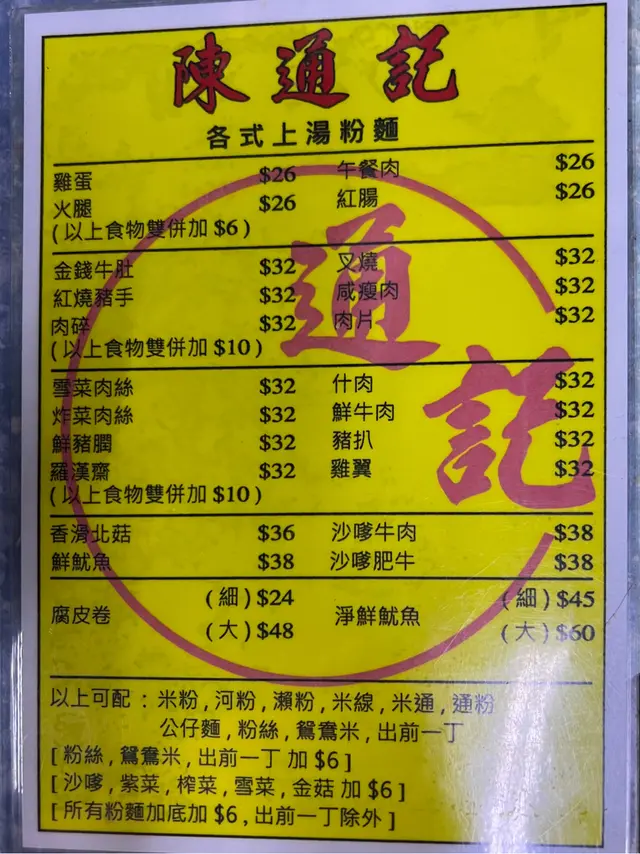 陳通記
各式上湯粉麵
雞蛋 $26 午餐肉 $26
火腿 $26 紅腸 $26
(以上食物雙併加 $6)
金錢牛肚 $32 叉燒 $32
紅燒豬手 $32 咸瘦肉 $32
肉碎 $32 肉片 $32
(以上食物雙併加 $10)
雪菜肉絲 $32 什肉 $32
炸菜肉絲 $32 鮮牛肉 $32
鮮豬膶 $32 豬扒 $32
羅漢齋 $32 雞翼 $32
(以上食物雙併加 $10)
香滑北菇 $36 沙嗲牛肉 $38
鮮魷魚 $38 沙嗲肥牛 $38
腐皮卷 (細) $24 淨鮮魷魚 (細) $45
(大) $48 (大) $60
通記
以上可配 : 米粉 , 河粉 , 瀨粉 , 米線 , 米通 , 通粉
公仔麵 , 粉絲 , 鴛鴦米 , 出前一丁
[ 粉絲 , 鴛鴦米 , 出前一丁 加 $6 ]
[ 沙嗲 , 紫菜 , 榨菜 , 雪菜 , 金菇 加 $6 ]
[ 所有粉麵加底加 $6 , 出前一丁除外 ]